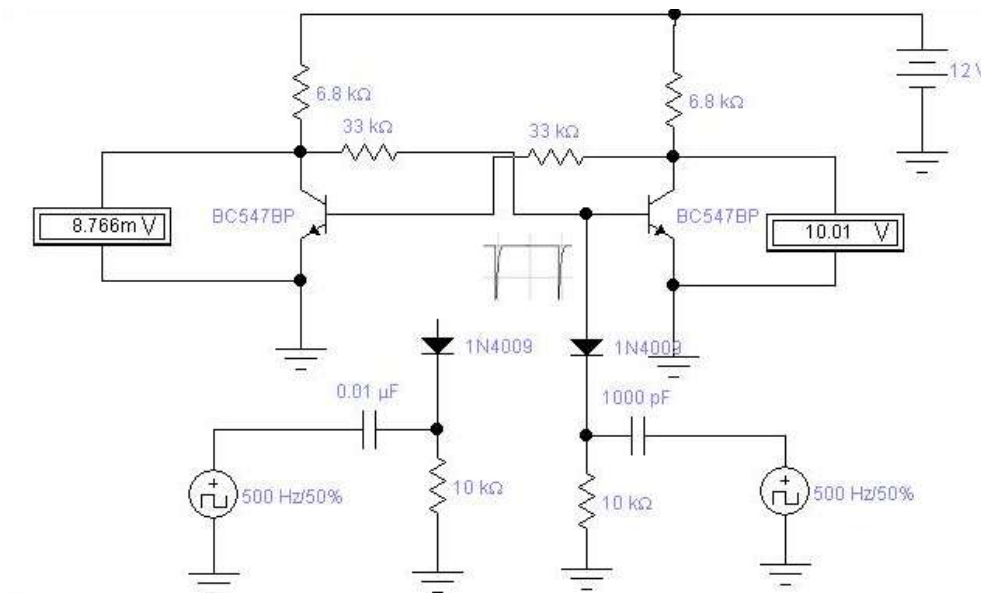 12 V
6.8 kΩ
6.8 kΩ
33 kΩ
33 kΩ
BC547BP
BC547BP
8.766m V
10.01 V
1N4009
1N4009
0.01 µF
1000 pF
500 Hz/50%
10 kΩ
10 kΩ
500 Hz/50%